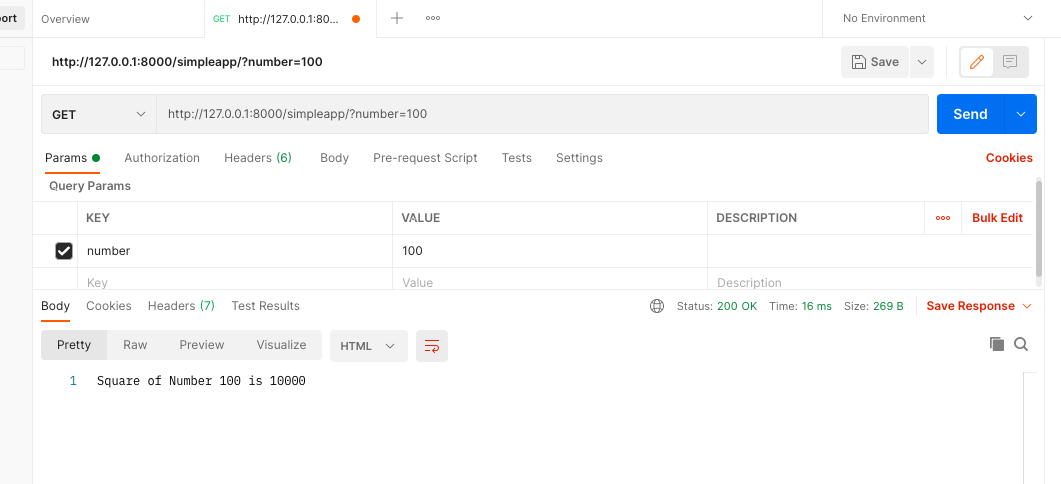 ort
Overview
GET http://127.0.0.1:80...
No Environment
http://127.0.0.1:8000/simpleapp/?number=100
Save
GET http://127.0.0.1:8000/simpleapp/?number=100 Send
Params Authorization Headers (6) Body Pre-request Script Tests Settings Cookies
Query Params
KEY VALUE DESCRIPTION Bulk Edit
number 100
Key Value Description
Body Cookies Headers (7) Test Results Status: 200 OK Time: 16 ms Size: 269 B Save Response
Pretty Raw Preview Visualize HTML
1 Square of Number 100 is 10000